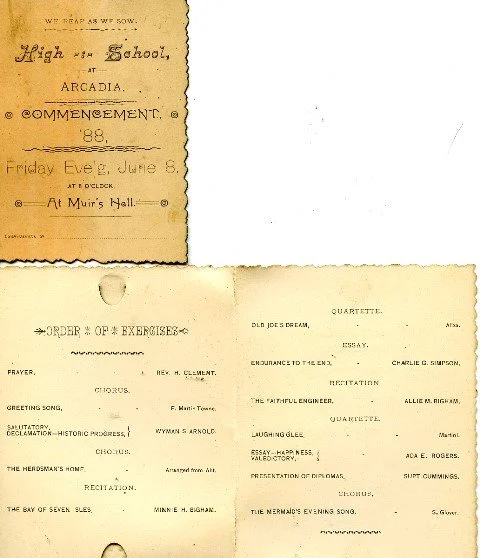 WE REAP AS WE SOW.
High School,
AT
ARCADIA.
COMMENCEMENT,
'88,
Friday Eve'g, June 8,
AT 8 O'CLOCK.
At Muir's Hall.
ORDER * OF * EXERCISES
PRAYER, REV. H. CLEMENT.
CHORUS.
GREETING SONG, F. Martin Towne.
SALUTATORY,
DECLAMATION—HISTORIC PROGRESS, WYMAN S. ARNOLD.
CHORUS.
THE HERDSMAN'S HOME, Arranged from Abt.
RECITATION.
THE BAY OF SEVEN ISLES, MINNIE H. BIGHAM.
QUARTETTE.
OLD JOE'S DREAM,
ESSAY.
ENDURANCE TO THE END, CHARLIE G. SIMPSON.
RECITATION
THE FAITHFUL ENGINEER, ALLIE M. BIGHAM.
QUARTETTE.
LAUGHING GLEE, Martini.
ESSAY—HAPPINESS,
VALEDICTORY, ADA E. ROGERS.
PRESENTATION OF DIPLOMAS, SUPT CUMMINGS.
CHORUS,
THE MERMAID'S EVENING SONG. S. Glover.